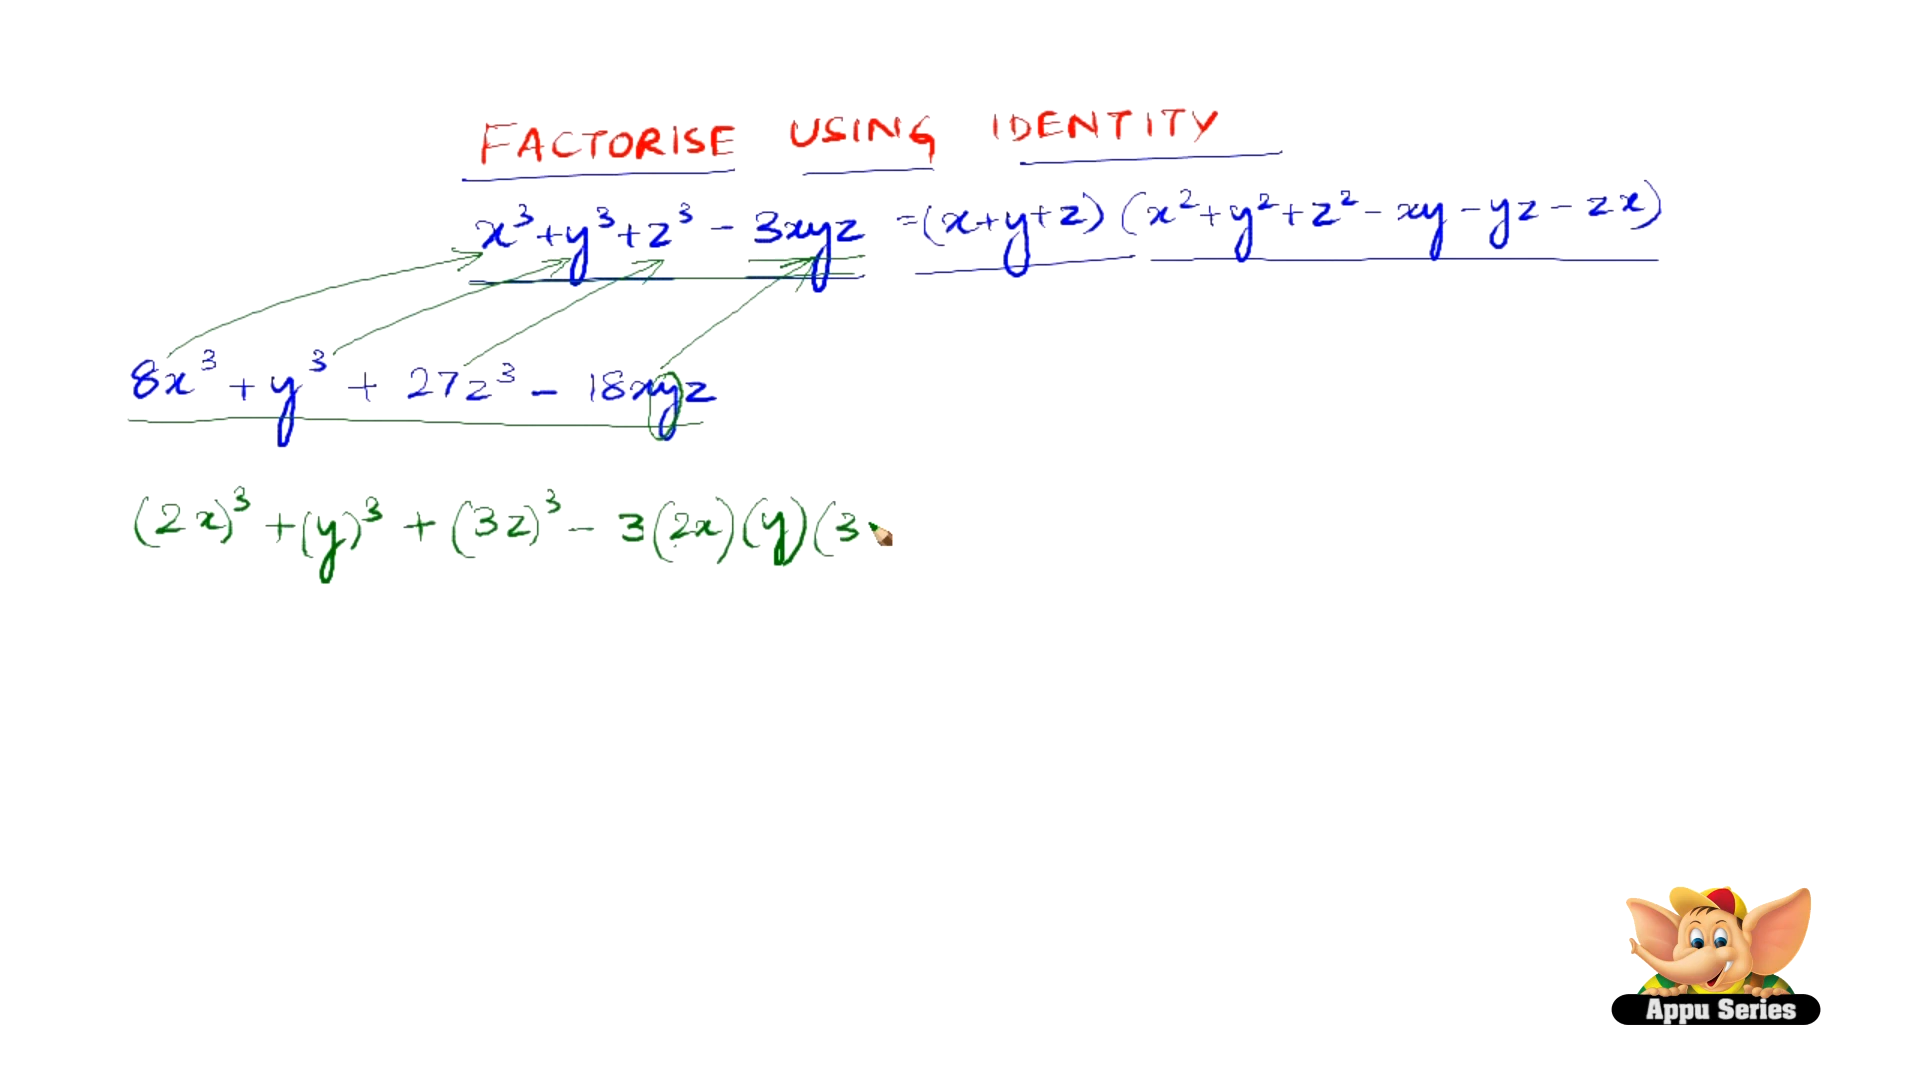 FACTORISE USING IDENTITY
x³+y³+z³ - 3xyz = (x+y+z) (x²+y²+z² - xy - yz - zx)
8x³ + y³ + 27z³ - 18xyz
(2x)³ + (y)³ + (3z)³ - 3(2x)(y)(3
Appu Series